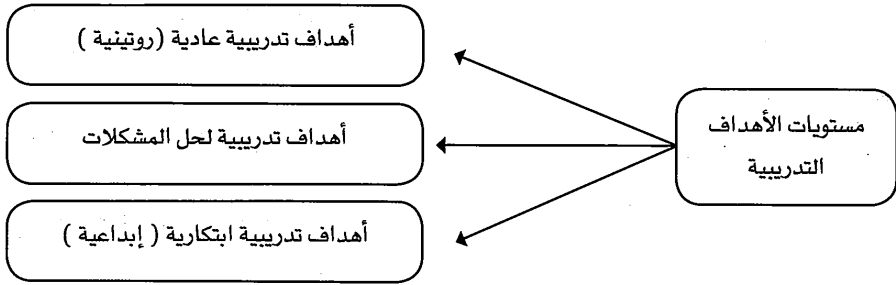 مستويات الأهداف
التدريبية
أهداف تدريبية عادية (روتينية )
أهداف تدريبية لحل المشكلات
أهداف تدريبية ابتكارية ( إبداعية )